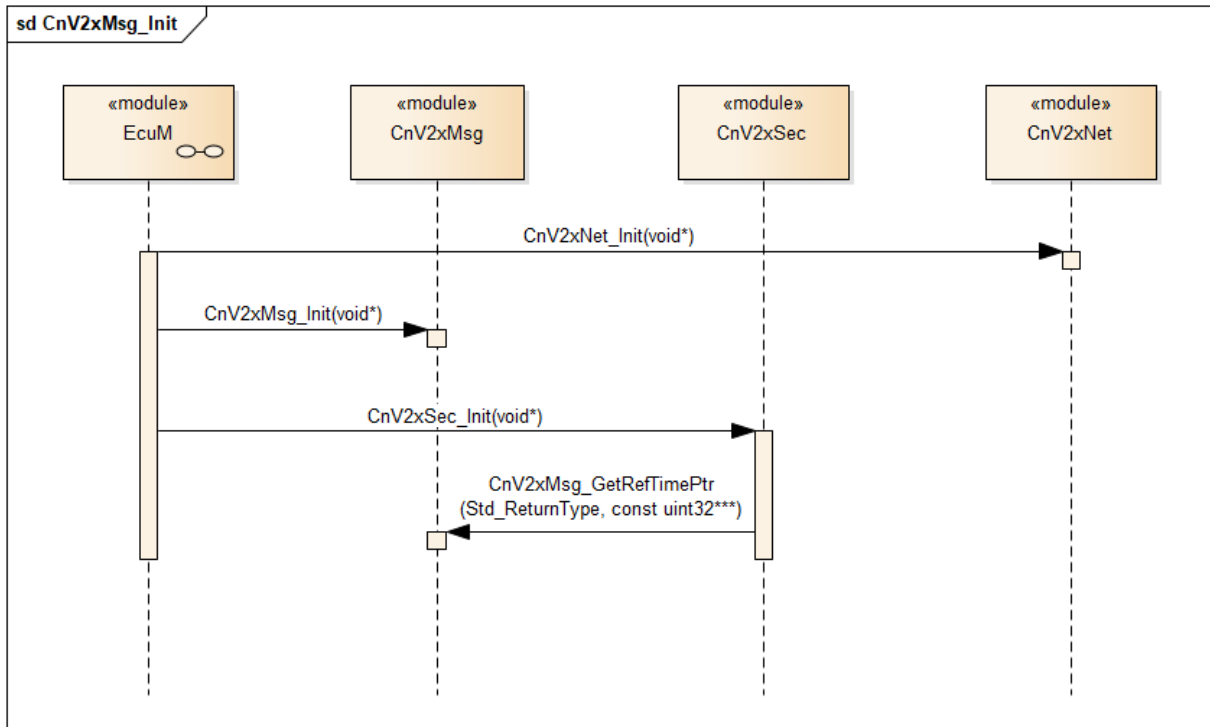 sd CnV2xMsg_Init
«module»
EcuM
«module»
CnV2xMsg
«module»
CnV2xSec
«module»
CnV2xNet
CnV2xNet_Init(void*)
CnV2xMsg_Init(void*)
CnV2xSec_Init(void*)
CnV2xMsg_GetRefTimePtr
(Std_ReturnType, const uint32***)